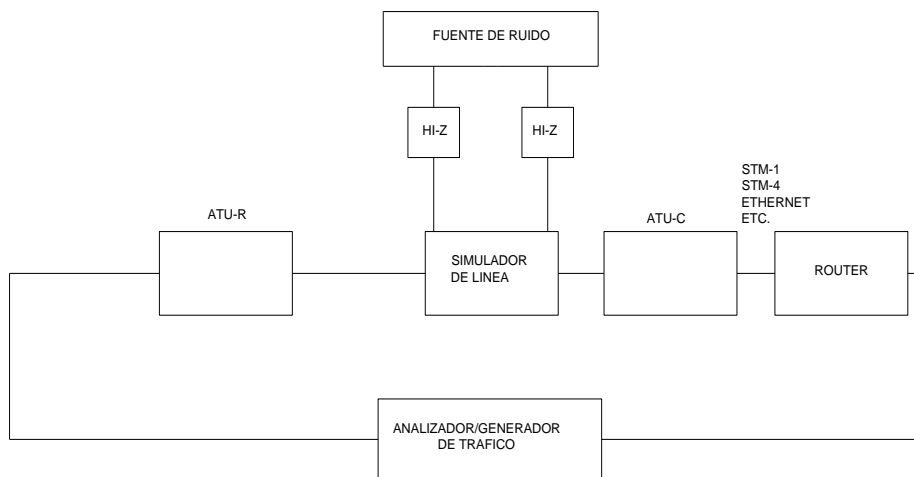 FUENTE DE RUIDO
HI-Z
HI-Z
STM-1
STM-4
ETHERNET
ETC.
ATU-R
ATU-C
SIMULADOR
DE LINEA
ROUTER
ANALIZADOR/GENERADOR
DE TRAFICO